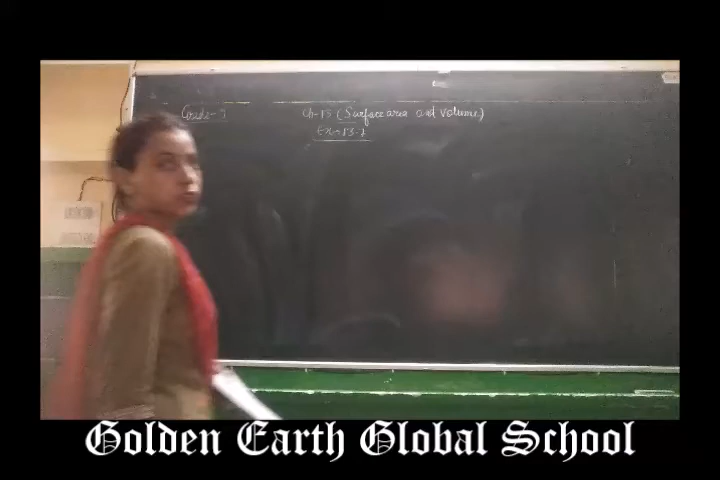 Grade-9
Ch-13 (Surface area and volume)
Ex-13.1
Golden Earth Global School